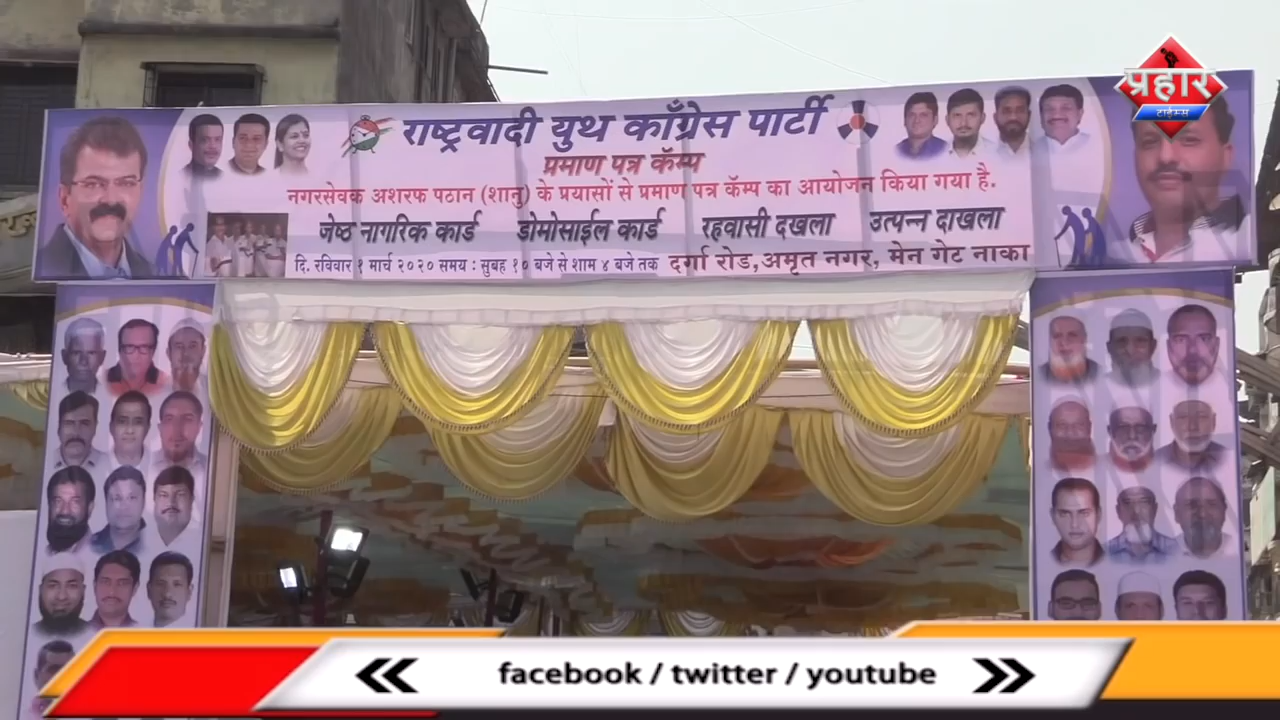 राष्ट्रवादी युथ काँग्रेस पार्टी
प्रमाण पत्र कॅम्प
नगरसेवक अशरफ पठान (शानु) के प्रयासों से प्रमाण पत्र कॅम्प का आयोजन किया गया है.
जेष्ठ नागरिक कार्ड डोमोसाईल कार्ड रहवासी दखला उत्पन्न दाखला
दि. रविवार १ मार्च २०२० समय : सुबह १० बजे से शाम ४ बजे तक दर्गा रोड, अमृत नगर, मेन गेट नाका
प्रहार
टाईम्स
facebook / twitter / youtube